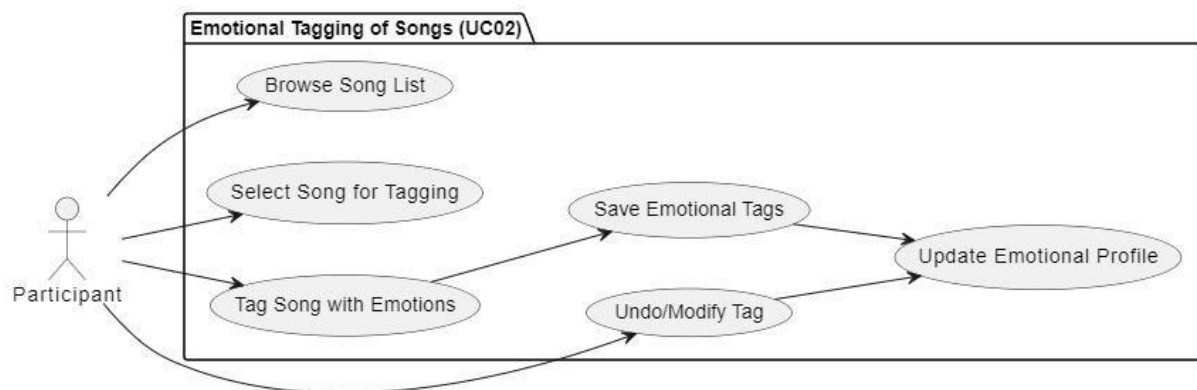 Emotional Tagging of Songs (UC02)
Browse Song List
Select Song for Tagging
Save Emotional Tags
Update Emotional Profile
Participant
Tag Song with Emotions
Undo/Modify Tag